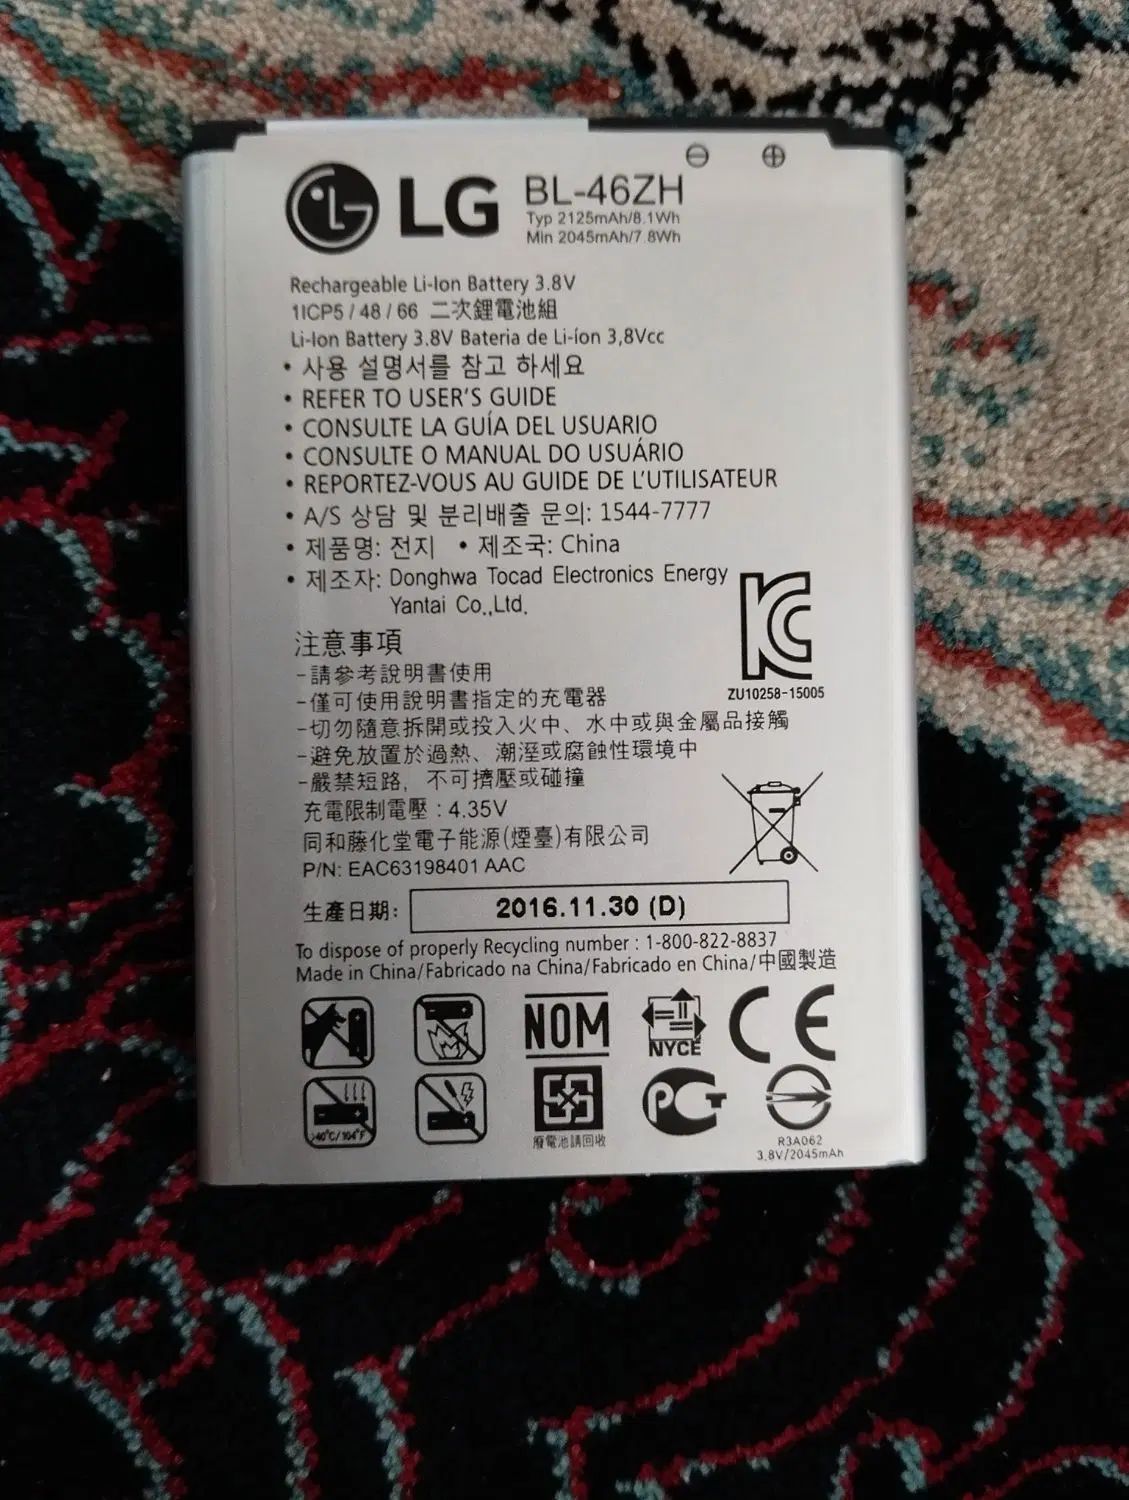 LG BL-46ZH
Typ 2125mAh/8.1Wh
Min 2045mAh/7.8Wh
Rechargeable Li-Ion Battery 3.8V
1ICP5 / 48 / 66 二次鋰電池組
Li-Ion Battery 3.8V Bateria de Li-íon 3,8Vcc
• 사용 설명서를 참고 하세요
• REFER TO USER'S GUIDE
• CONSULTE LA GUÍA DEL USUARIO
• CONSULTE O MANUAL DO USUÁRIO
• REPORTEZ-VOUS AU GUIDE DE L'UTILISATEUR
• A/S 상담 및 분리배출 문의: 1544-7777
• 제품명: 전지 • 제조국: China
• 제조자: Donghwa Tocad Electronics Energy
Yantai Co.,Ltd.
ZU10258-15005
注意事項
-請參考說明書使用
-僅可使用說明書指定的充電器
-切勿隨意拆開或投入火中、水中或與金屬品接觸
-避免放置於過熱、潮溼或腐蝕性環境中
-嚴禁短路，不可擠壓或碰撞
充電限制電壓 : 4.35V
同和藤化堂電子能源(煙臺)有限公司
P/N: EAC63198401 AAC
生產日期: 2016.11.30 (D)
To dispose of properly Recycling number : 1-800-822-8837
Made in China/Fabricado na China/Fabricado en China/中國製造
NOM NYCE CE
>40°C/104°F
廢電池請回收
R3A062
3.8V/2045mAh